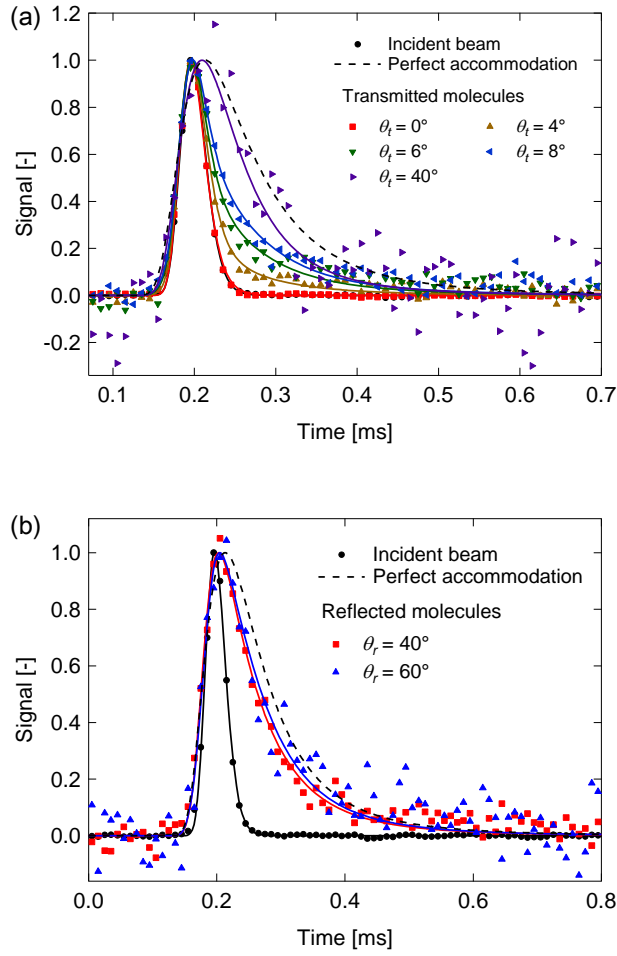 (a)
1.2
1.0
0.8
0.6
0.4
0.2
0.0
-0.2
Signal [-]
Incident beam
Perfect accommodation
Transmitted molecules
θt = 0° θt = 4°
θt = 6° θt = 8°
θt = 40°
0.1 0.2 0.3 0.4 0.5 0.6 0.7
Time [ms]
(b)
1.0
0.8
0.6
0.4
0.2
0.0
Signal [-]
Incident beam
Perfect accommodation
Reflected molecules
θr = 40°
θr = 60°
0.0 0.2 0.4 0.6 0.8
Time [ms]